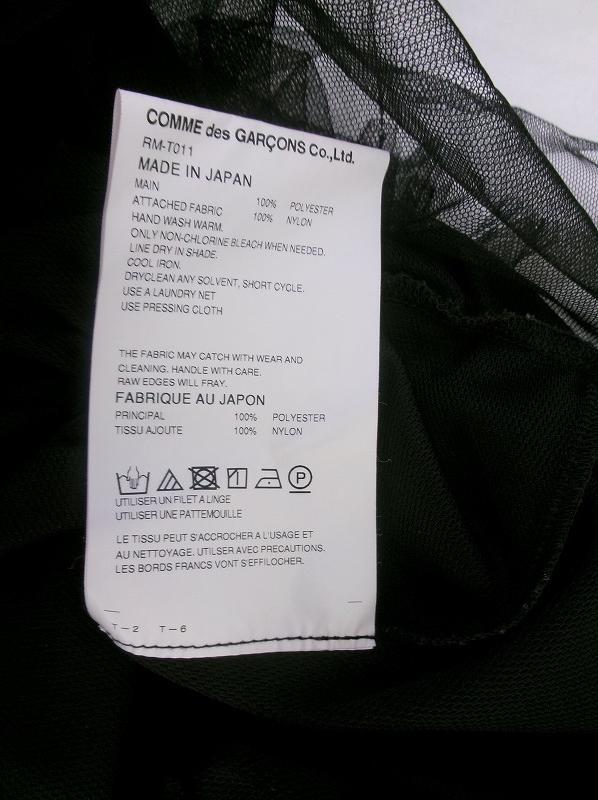 COMME des GARÇONS Co.,Ltd.
RM-T011
MADE IN JAPAN
MAIN 100% POLYESTER
ATTACHED FABRIC 100% NYLON
HAND WASH WARM.
ONLY NON-CHLORINE BLEACH WHEN NEEDED.
LINE DRY IN SHADE.
COOL IRON.
DRYCLEAN ANY SOLVENT, SHORT CYCLE.
USE A LAUNDRY NET
USE PRESSING CLOTH
THE FABRIC MAY CATCH WITH WEAR AND
CLEANING. HANDLE WITH CARE.
RAW EDGES WILL FRAY.
FABRIQUE AU JAPON
PRINCIPAL 100% POLYESTER
TISSU AJOUTE 100% NYLON
P
UTILISER UN FILET A LINGE
UTILISER UNE PATTEMOUILLE
LE TISSU PEUT S'ACCROCHER A L'USAGE ET
AU NETTOYAGE. UTILSER AVEC PRECAUTIONS.
LES BORDS FRANCS VONT S'EFFILOCHER.
T-2 T-6